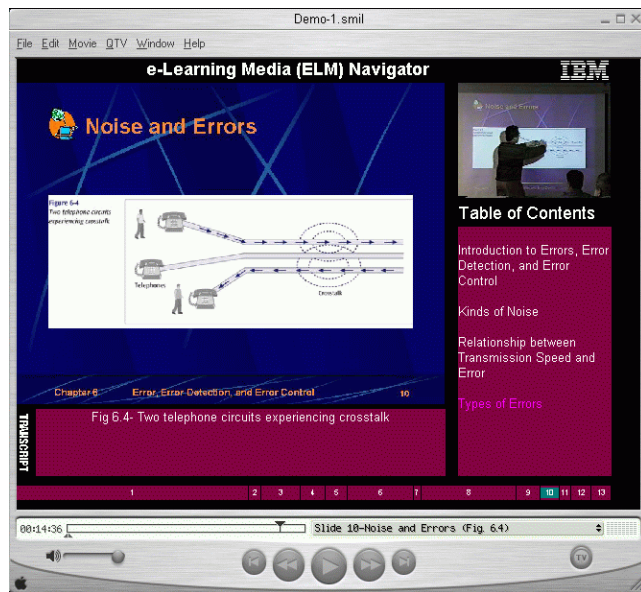 Demo-1.smil
File Edit Movie QTV Window Help
e-Learning Media (ELM) Navigator
IBM
Noise and Errors
Figure 6-4
Two telephone circuits
experiencing crosstalk
Telephones
Crosstalk
Chapter 6 Error, Error Detection, and Error Control 10
Noise and Errors
Table of Contents
Introduction to Errors, Error
Detection, and Error
Control
Kinds of Noise
Relationship between
Transmission Speed and
Error
Types of Errors
TRANSCRIPT
Fig 6.4- Two telephone circuits experiencing crosstalk
1 2 3 4 5 6 7 8 9 10 11 12 13
00:14:36
Slide 10-Noise and Errors (Fig. 6.4)
TV